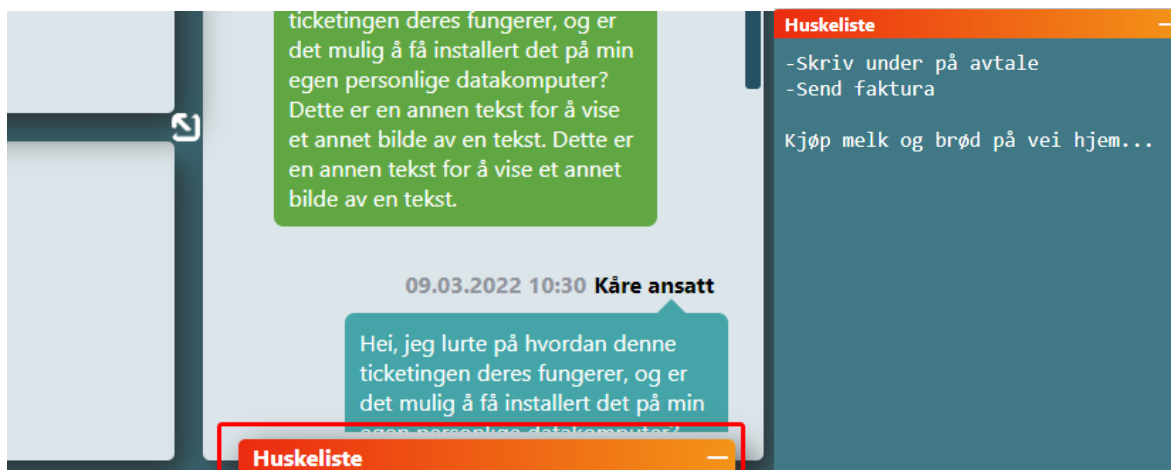 ticketingen deres fungerer, og er
det mulig å få installert det på min
egen personlige datakomputer?
Dette er en annen tekst for å vise
et annet bilde av en tekst. Dette er
en annen tekst for å vise et annet
bilde av en tekst.
09.03.2022 10:30 Kåre ansatt
Hei, jeg lurte på hvordan denne
ticketingen deres fungerer, og er
det mulig å få installert det på min
egen personlige datakomputer?
Huskeliste
Huskeliste
-Skriv under på avtale
-Send faktura
Kjøp melk og brød på vei hjem...